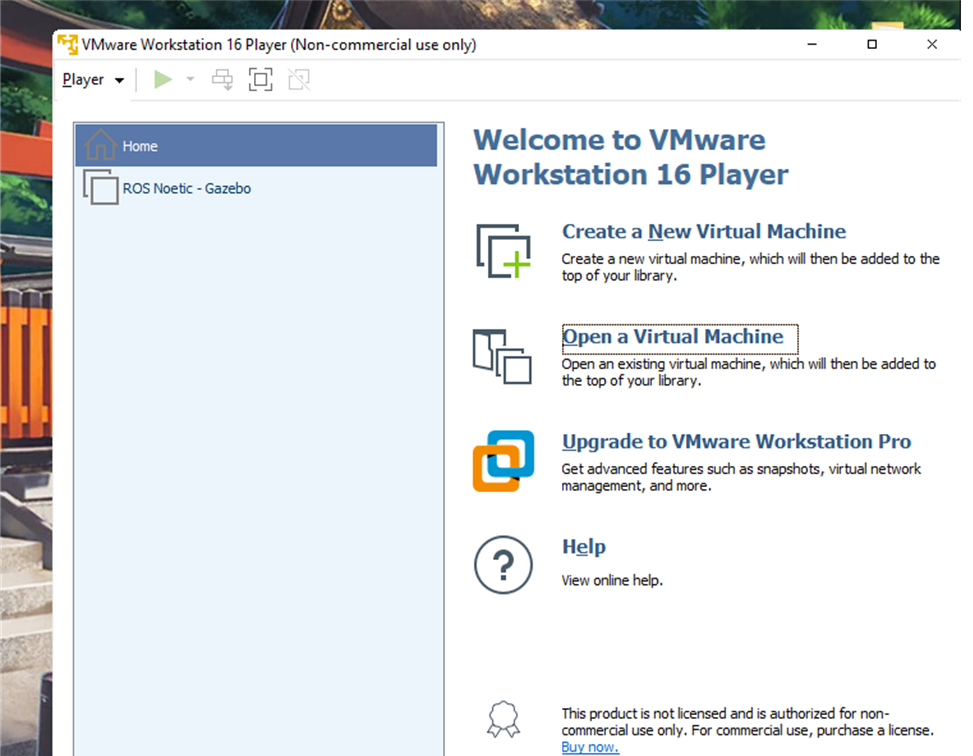 VMware Workstation 16 Player (Non-commercial use only)
Player
Home
ROS Noetic - Gazebo
Welcome to VMware
Workstation 16 Player
Create a New Virtual Machine
Create a new virtual machine, which will then be added to the
top of your library.
Open a Virtual Machine
Open an existing virtual machine, which will then be added to
the top of your library.
Upgrade to VMware Workstation Pro
Get advanced features such as snapshots, virtual network
management, and more.
?
Help
View online help.
This product is not licensed and is authorized for non-
commercial use only. For commercial use, purchase a license.
Buy now.